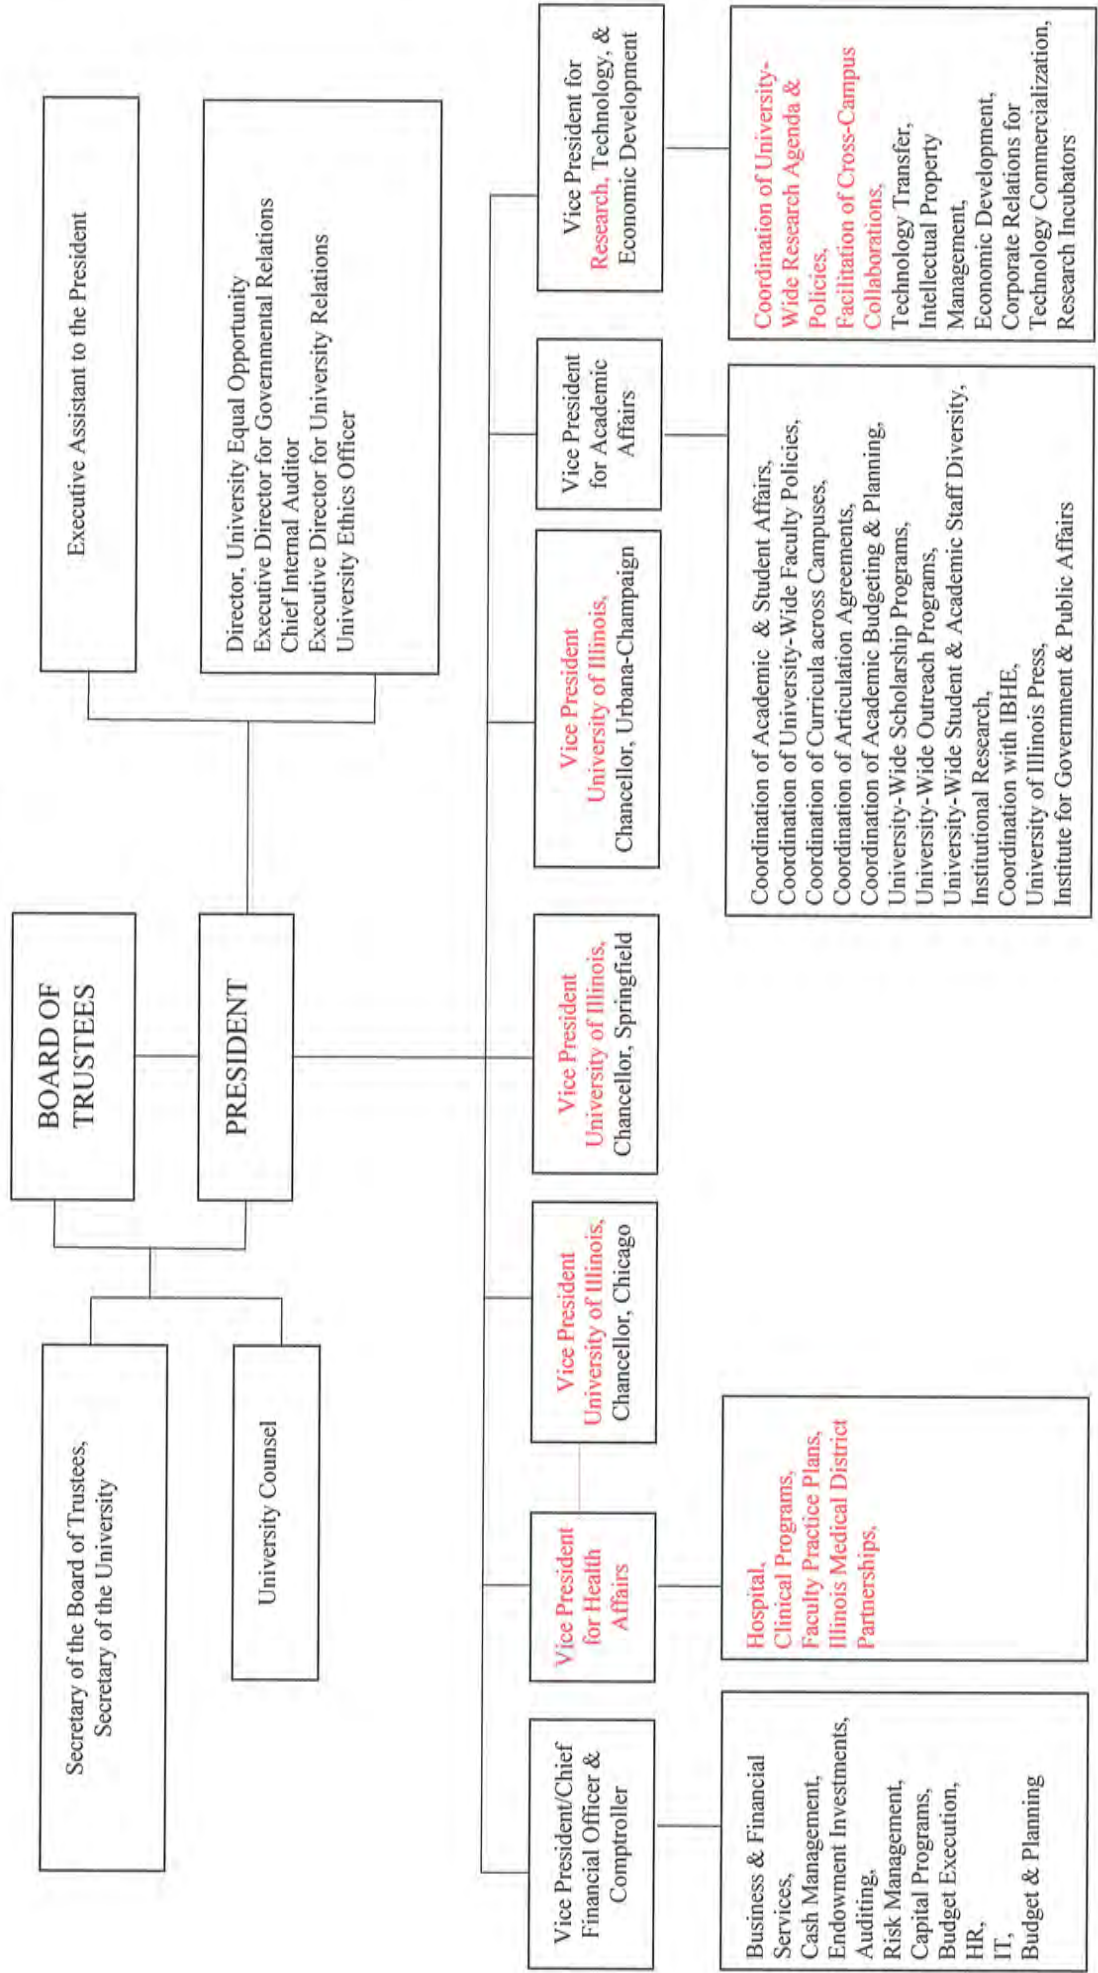 BOARD OF
TRUSTEES
PRESIDENT
Secretary of the Board of Trustees,
Secretary of the University
University Counsel
Executive Assistant to the President
Director, University Equal Opportunity
Executive Director for Governmental Relations
Chief Internal Auditor
Executive Director for University Relations
University Ethics Officer
Vice President/Chief
Financial Officer &
Comptroller
Vice President
for Health
Affairs
Vice President
University of Illinois,
Chancellor, Chicago
Vice President
University of Illinois,
Chancellor, Springfield
Vice President
University of Illinois,
Chancellor, Urbana-Champaign
Vice President
for Academic
Affairs
Vice President for
Research, Technology, &
Economic Development
Business & Financial
Services,
Cash Management,
Endowment Investments,
Auditing,
Risk Management,
Capital Programs,
Budget Execution,
HR,
IT,
Budget & Planning
Hospital,
Clinical Programs,
Faculty Practice Plans,
Illinois Medical District
Partnerships,
Coordination of Academic & Student Affairs,
Coordination of University-Wide Faculty Policies,
Coordination of Curricula across Campuses,
Coordination of Articulation Agreements,
Coordination of Academic Budgeting & Planning,
University-Wide Scholarship Programs,
University-Wide Outreach Programs,
University-Wide Student & Academic Staff Diversity,
Institutional Research,
Coordination with IBHE,
University of Illinois Press,
Institute for Government & Public Affairs
Coordination of University-
Wide Research Agenda &
Policies,
Facilitation of Cross-Campus
Collaborations,
Technology Transfer,
Intellectual Property
Management,
Economic Development,
Corporate Relations for
Technology Commercialization,
Research Incubators